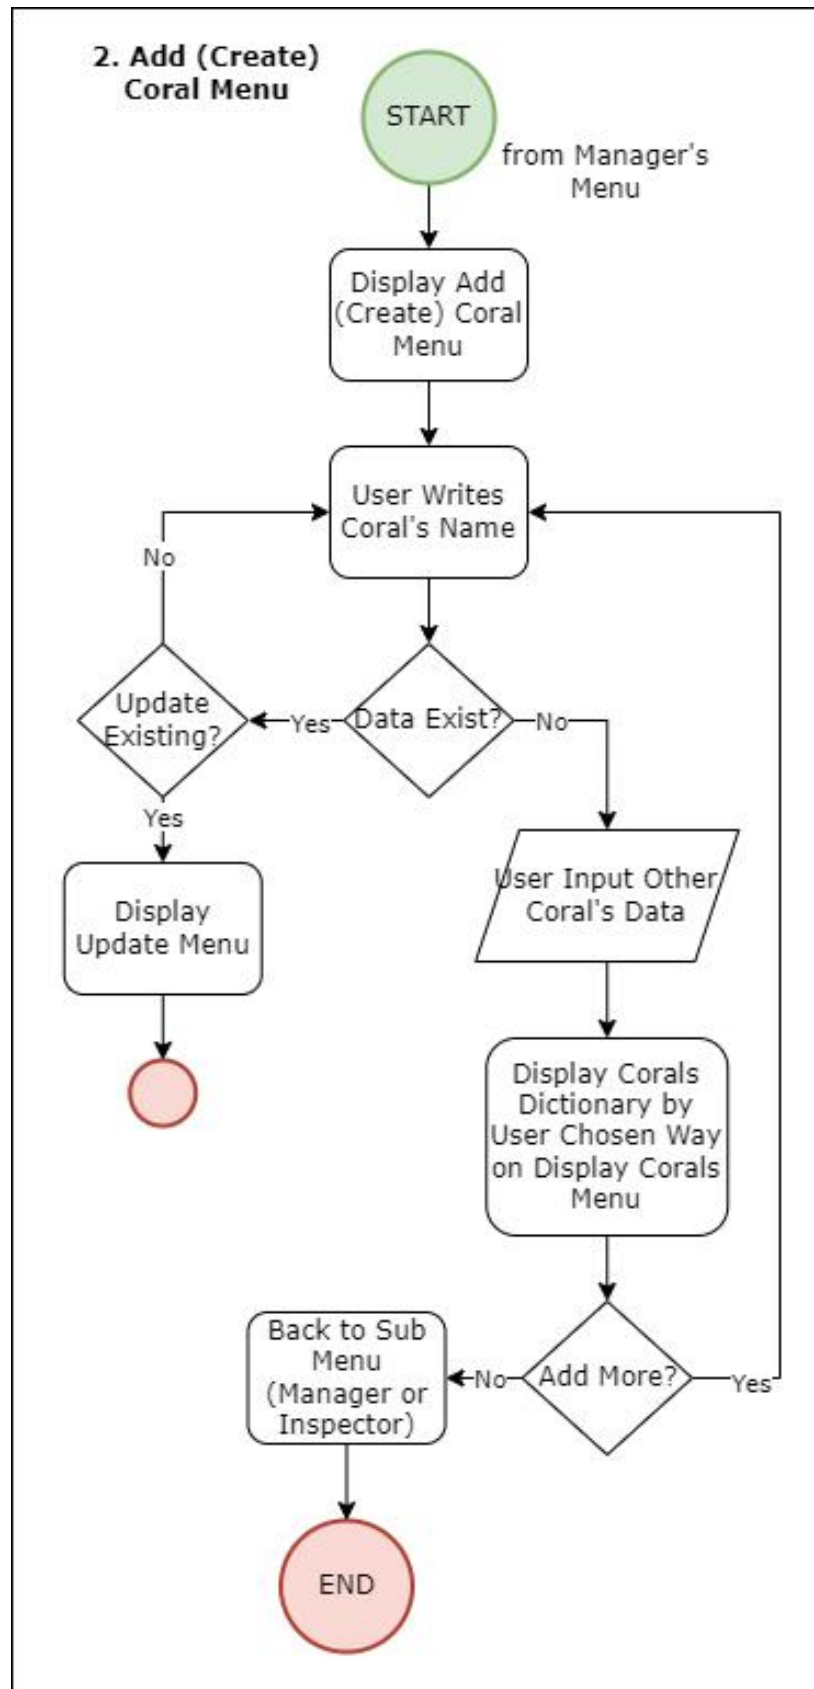 2. Add (Create)
Coral Menu
START
from Manager's
Menu
Display Add
(Create) Coral
Menu
User Writes
Coral's Name
No
Update
Existing?
Yes
Data Exist?
No
Yes
Display
Update Menu
User Input Other
Coral's Data
Display Corals
Dictionary by
User Chosen Way
on Display Corals
Menu
Back to Sub
Menu
(Manager or
Inspector)
No
Add More?
Yes
END